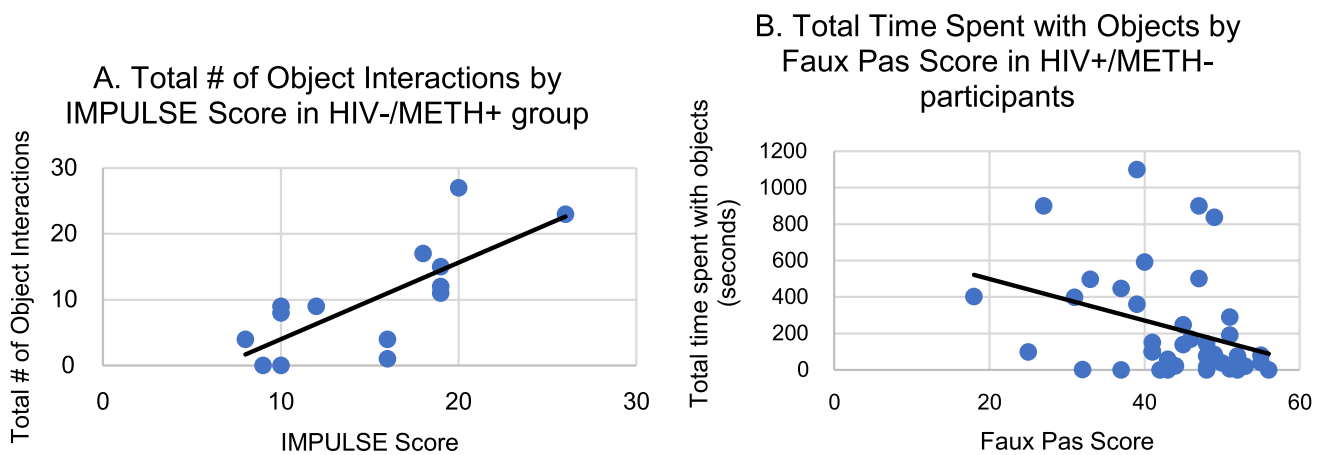 A. Total # of Object Interactions by
IMPULSE Score in HIV-/METH+ group
Total # of Object Interactions
30
20
10
0
0 10 20 30
IMPULSE Score
B. Total Time Spent with Objects by
Faux Pas Score in HIV+/METH-
participants
Total time spent with objects
(seconds)
1200
1000
800
600
400
200
0
0 20 40 60
Faux Pas Score